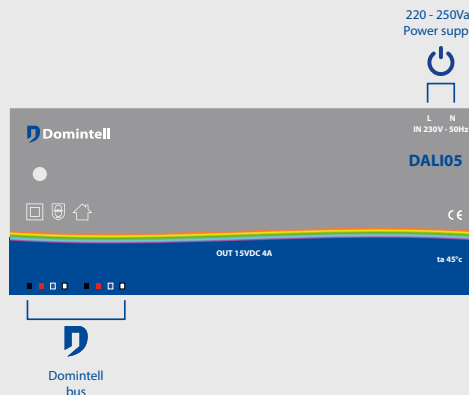 220 - 250Va
Power supp
L N
IN 230V - 50Hz
Domintell
DALI05
CE
OUT 15VDC 4A
ta 45°c
Domintell
bus